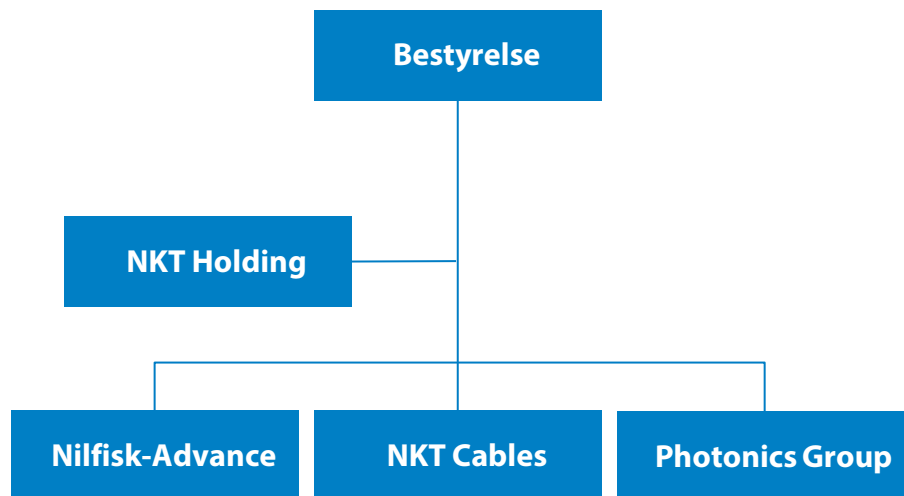 Bestyrelse
NKT Holding
Nilfisk-Advance
NKT Cables
Photonics Group